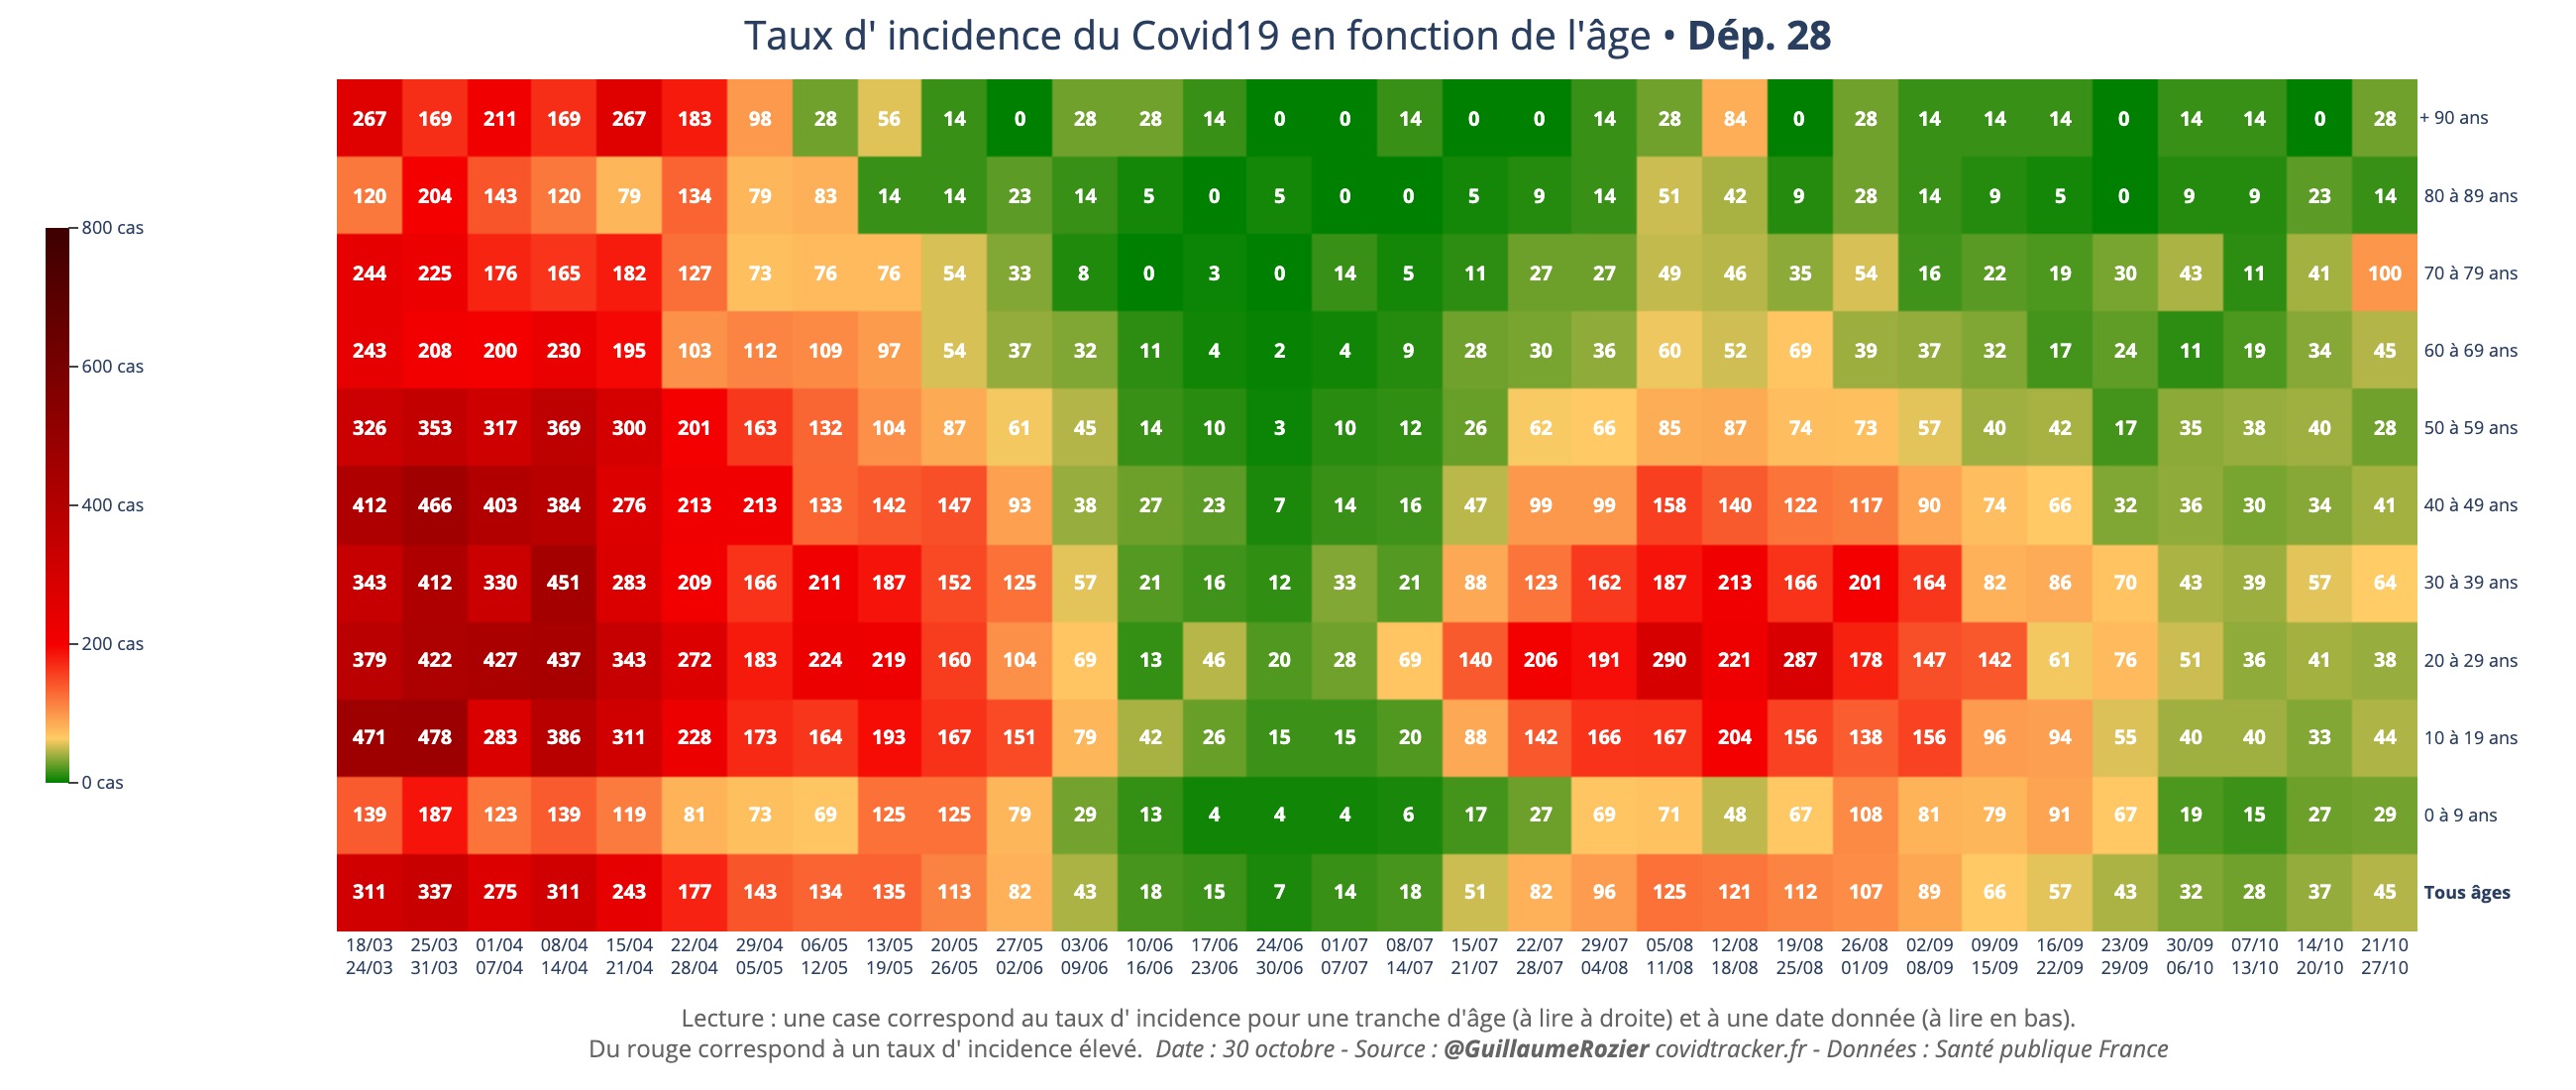 Taux d' incidence du Covid19 en fonction de l'âge • Dép. 28
800 cas
600 cas
400 cas
200 cas
0 cas
267 169 211 169 267 183 98 28 56 14 0 28 28 14 0 0 14 0 0 14 28 84 0 28 14 14 14 0 14 14 0 28 + 90 ans
120 204 143 120 79 134 79 83 14 14 23 14 5 0 5 0 0 5 9 14 51 42 9 28 14 9 5 0 9 9 23 14 80 à 89 ans
244 225 176 165 182 127 73 76 76 54 33 8 0 3 0 14 5 11 27 27 49 46 35 54 16 22 19 30 43 11 41 100 70 à 79 ans
243 208 200 230 195 103 112 109 97 54 37 32 11 4 2 4 9 28 30 36 60 52 69 39 37 32 17 24 11 19 34 45 60 à 69 ans
326 353 317 369 300 201 163 132 104 87 61 45 14 10 3 10 12 26 62 66 85 87 74 73 57 40 42 17 35 38 40 28 50 à 59 ans
412 466 403 384 276 213 213 133 142 147 93 38 27 23 7 14 16 47 99 99 158 140 122 117 90 74 66 32 36 30 34 41 40 à 49 ans
343 412 330 451 283 209 166 211 187 152 125 57 21 16 12 33 21 88 123 162 187 213 166 201 164 82 86 70 43 39 57 64 30 à 39 ans
379 422 427 437 343 272 183 224 219 160 104 69 13 46 20 28 69 140 206 191 290 221 287 178 147 142 61 76 51 36 41 38 20 à 29 ans
471 478 283 386 311 228 173 164 193 167 151 79 42 26 15 15 20 88 142 166 167 204 156 138 156 96 94 55 40 40 33 44 10 à 19 ans
139 187 123 139 119 81 73 69 125 125 79 29 13 4 4 4 6 17 27 69 71 48 67 108 81 79 91 67 19 15 27 29 0 à 9 ans
311 337 275 311 243 177 143 134 135 113 82 43 18 15 7 14 18 51 82 96 125 121 112 107 89 66 57 43 32 28 37 45 Tous âges
18/03 25/03 01/04 08/04 15/04 22/04 29/04 06/05 13/05 20/05 27/05 03/06 10/06 17/06 24/06 01/07 08/07 15/07 22/07 29/07 05/08 12/08 19/08 26/08 02/09 09/09 16/09 23/09 30/09 07/10 14/10 21/10
24/03 31/03 07/04 14/04 21/04 28/04 05/05 12/05 19/05 26/05 02/06 09/06 16/06 23/06 30/06 07/07 14/07 21/07 28/07 04/08 11/08 18/08 25/08 01/09 08/09 15/09 22/09 29/09 06/10 13/10 20/10 27/10
Lecture : une case correspond au taux d' incidence pour une tranche d'âge (à lire à droite) et à une date donnée (à lire en bas).
Du rouge correspond à un taux d' incidence élevé. Date : 30 octobre - Source : @GuillaumeRozier covidtracker.fr - Données : Santé publique France